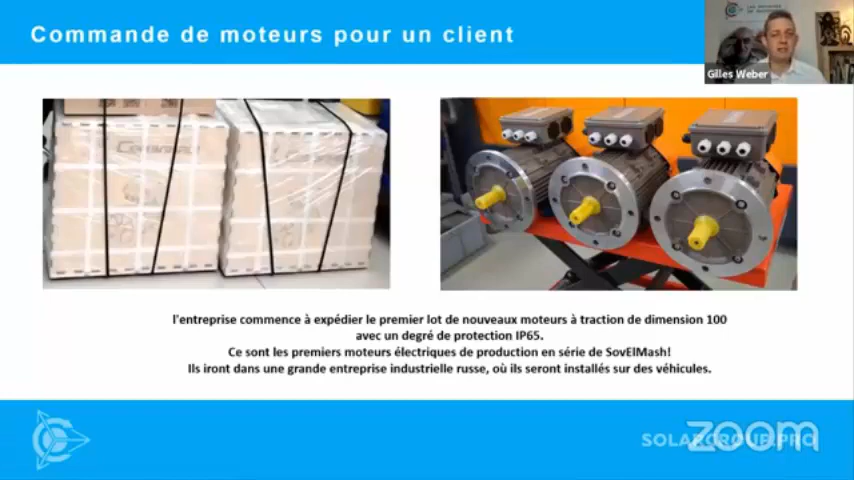 Commande de moteurs pour un client
Gilles Weber
l'entreprise commence à expédier le premier lot de nouveaux moteurs à traction de dimension 100
avec un degré de protection IP65.
Ce sont les premiers moteurs électriques de production en série de SovElMash!
Ils iront dans une grande entreprise industrielle russe, où ils seront installés sur des véhicules.
SOLARGROUP.PRO
zoom